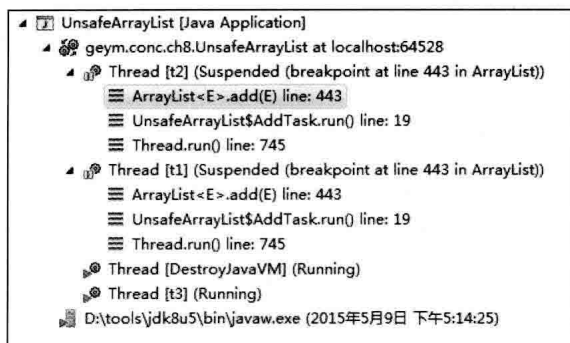 UnsafeArrayList [Java Application]
geym.conc.ch8.UnsafeArrayList at localhost:64528
Thread [t2] (Suspended (breakpoint at line 443 in ArrayList))
ArrayList<E>.add(E) line: 443
UnsafeArrayList$AddTask.run() line: 19
Thread.run() line: 745
Thread [t1] (Suspended (breakpoint at line 443 in ArrayList))
ArrayList<E>.add(E) line: 443
UnsafeArrayList$AddTask.run() line: 19
Thread.run() line: 745
Thread [DestroyJavaVM] (Running)
Thread [t3] (Running)
D:\tools\jdk8u5\bin\javaw.exe (2015年5月9日 下午5:14:25)